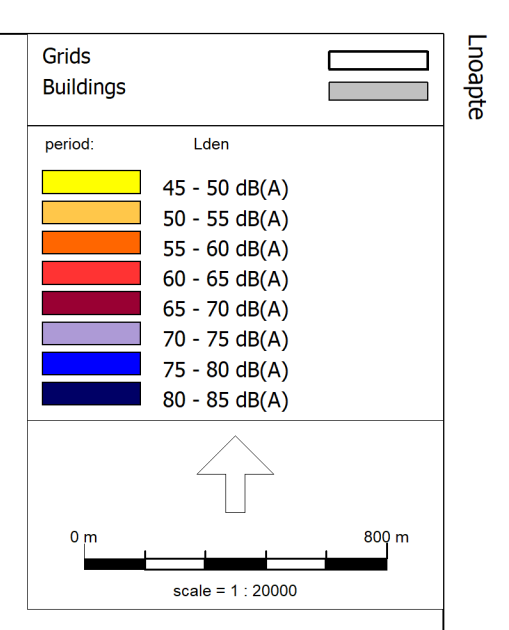 Grids
Buildings
Lnoapte
period: Lden
45 - 50 dB(A)
50 - 55 dB(A)
55 - 60 dB(A)
60 - 65 dB(A)
65 - 70 dB(A)
70 - 75 dB(A)
75 - 80 dB(A)
80 - 85 dB(A)
0 m 800 m
scale = 1 : 20000